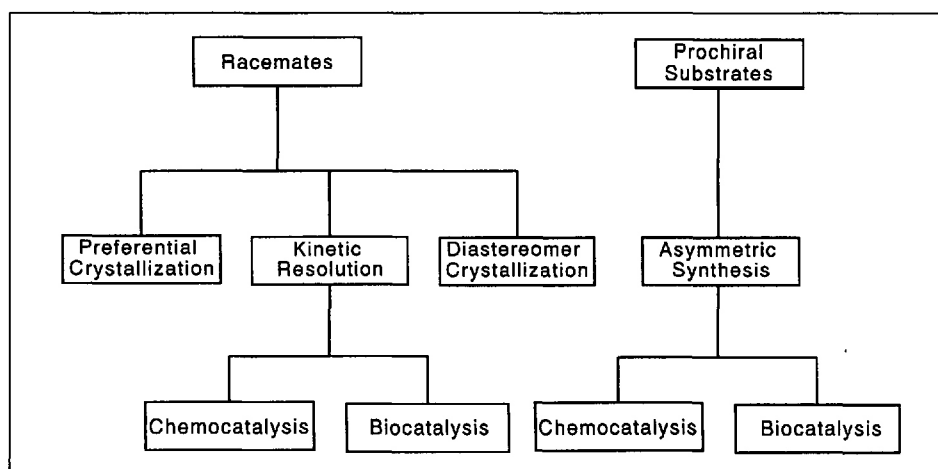 Racemates
Prochiral
Substrates
Preferential
Crystallization
Kinetic
Resolution
Diastereomer
Crystallization
Asymmetric
Synthesis
Chemocatalysis
Biocatalysis
Chemocatalysis
Biocatalysis